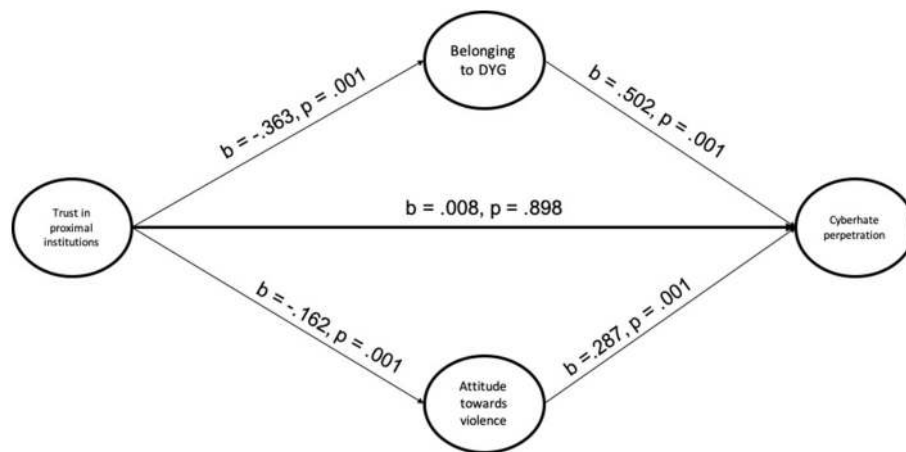 Belonging
to DYG
b = -.363, p = .001
b = .502, p = .001
Trust in
proximal
institutions
b = .008, p = .898
Cyberhate
perpetration
b = -.162, p = .001
b =.287, p = .001
Attitude
towards
violence